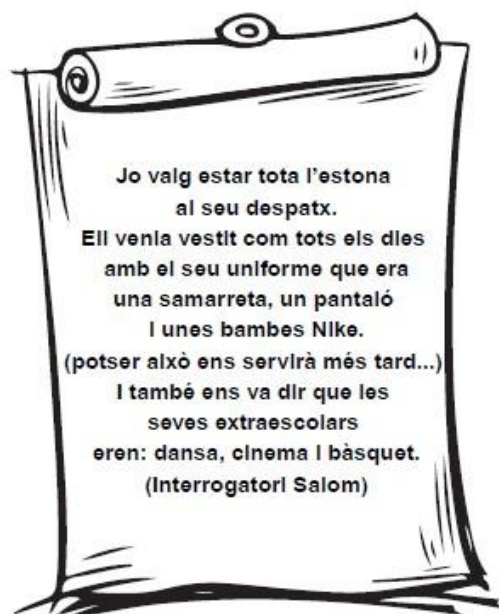 Jo vaig estar tota l'estona
al seu despatx.
Ell venia vestit com tots els dies
amb el seu uniforme que era
una samarreta, un pantaló
i unes bambes Nike.
(potser això ens servirà més tard...)
I també ens va dir que les
seves extraescolars
eren: dansa, cinema i bàsquet.
(Interrogatori Salom)